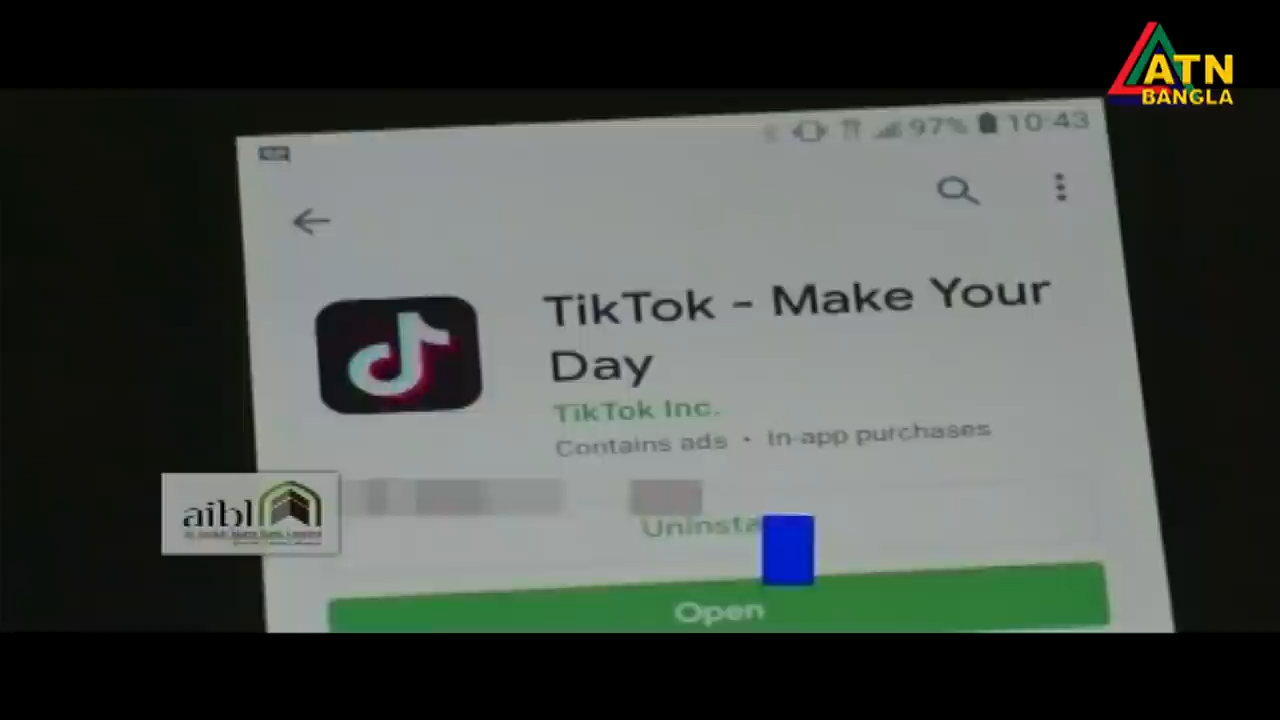 ATN
BANGLA
97% 10:43
TikTok - Make Your
Day
TikTok Inc.
Contains ads • In-app purchases
aibl
Uninsta
Open